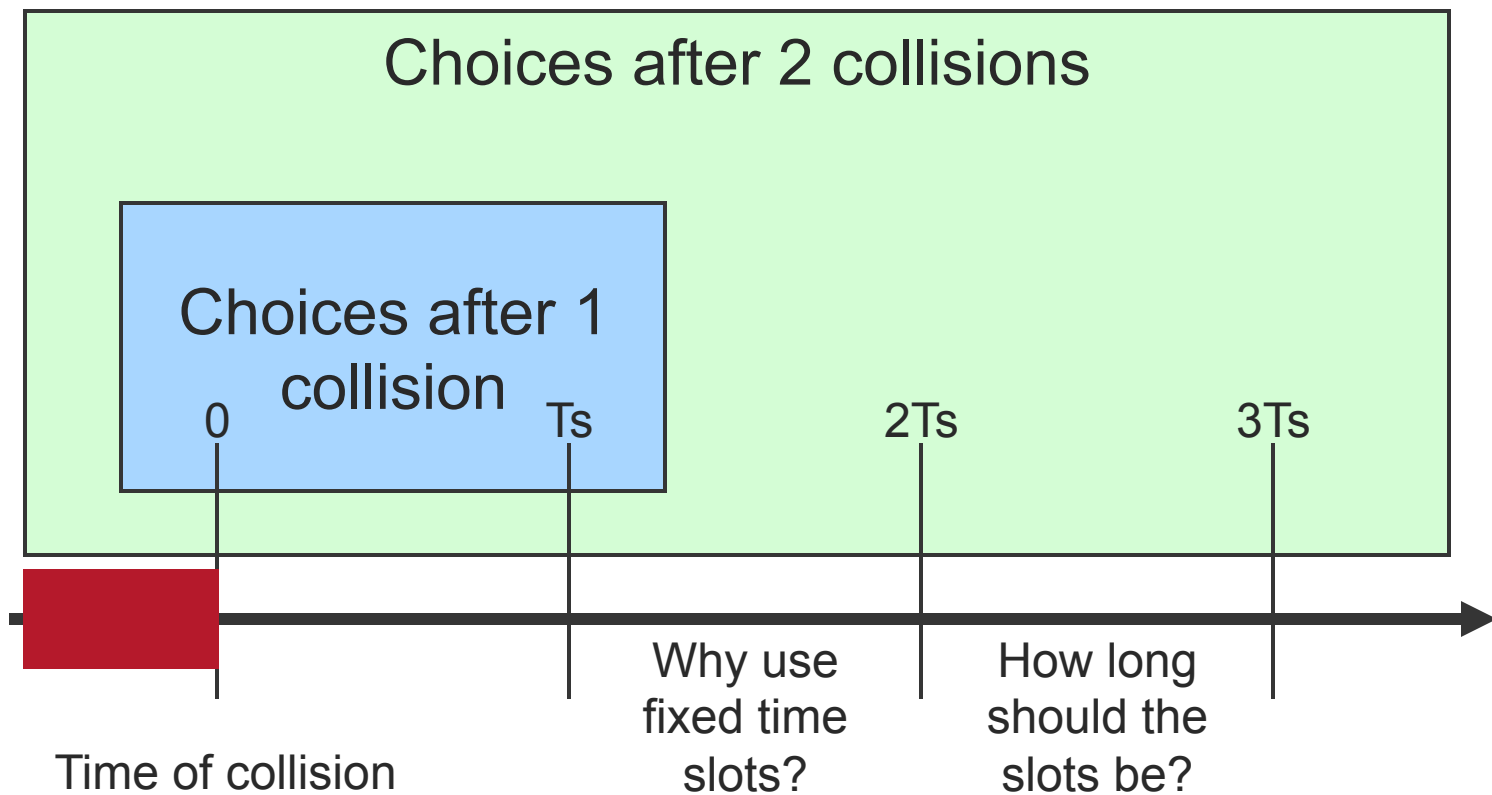 Choices after 2 collisions
Choices after 1
collision
0
Ts
2Ts
3Ts
Why use
fixed time
slots?
How long
should the
slots be?
Time of collision